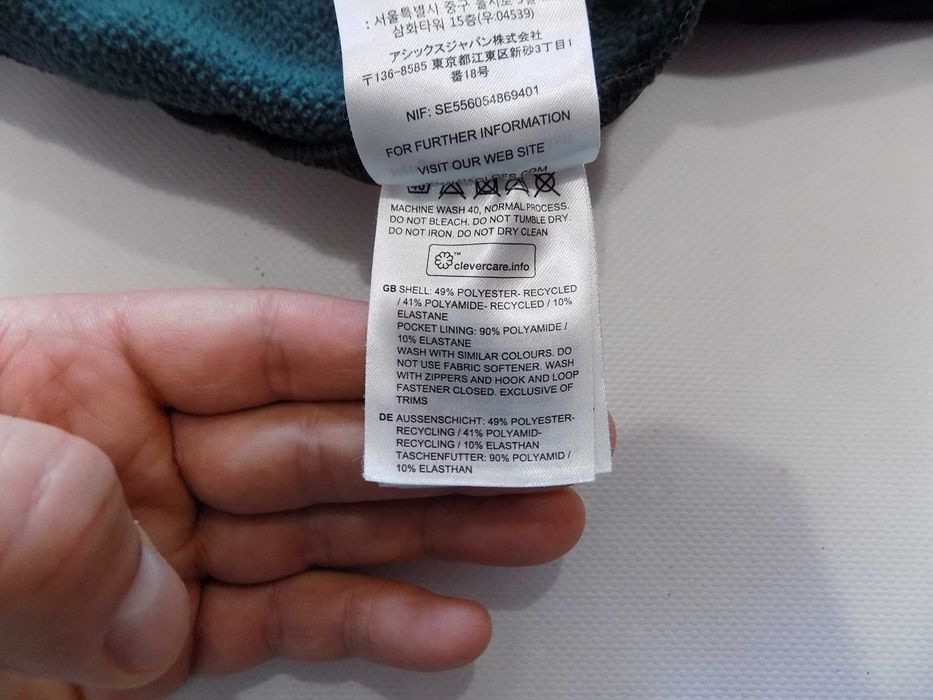 : 서울특별시 중구 을지로 5길
삼화타워 15층(우:04539)
アシックスジャパン株式会社
〒136-8585 東京都江東区新砂3丁目1
番18号
NIF: SE556054869401
FOR FURTHER INFORMATION
VISIT OUR WEB SITE
MACHINE WASH 40, NORMAL PROCESS.
DO NOT BLEACH. DO NOT TUMBLE DRY.
DO NOT IRON. DO NOT DRY CLEAN
™
clevercare.info
GB SHELL: 49% POLYESTER- RECYCLED
/ 41% POLYAMIDE- RECYCLED / 10%
ELASTANE
POCKET LINING: 90% POLYAMIDE /
10% ELASTANE
WASH WITH SIMILAR COLOURS. DO
NOT USE FABRIC SOFTENER. WASH
WITH ZIPPERS AND HOOK AND LOOP
FASTENER CLOSED. EXCLUSIVE OF
TRIMS
DE AUSSENSCHICHT: 49% POLYESTER-
RECYCLING / 41% POLYAMID-
RECYCLING / 10% ELASTHAN
TASCHENFUTTER: 90% POLYAMID /
10% ELASTHAN